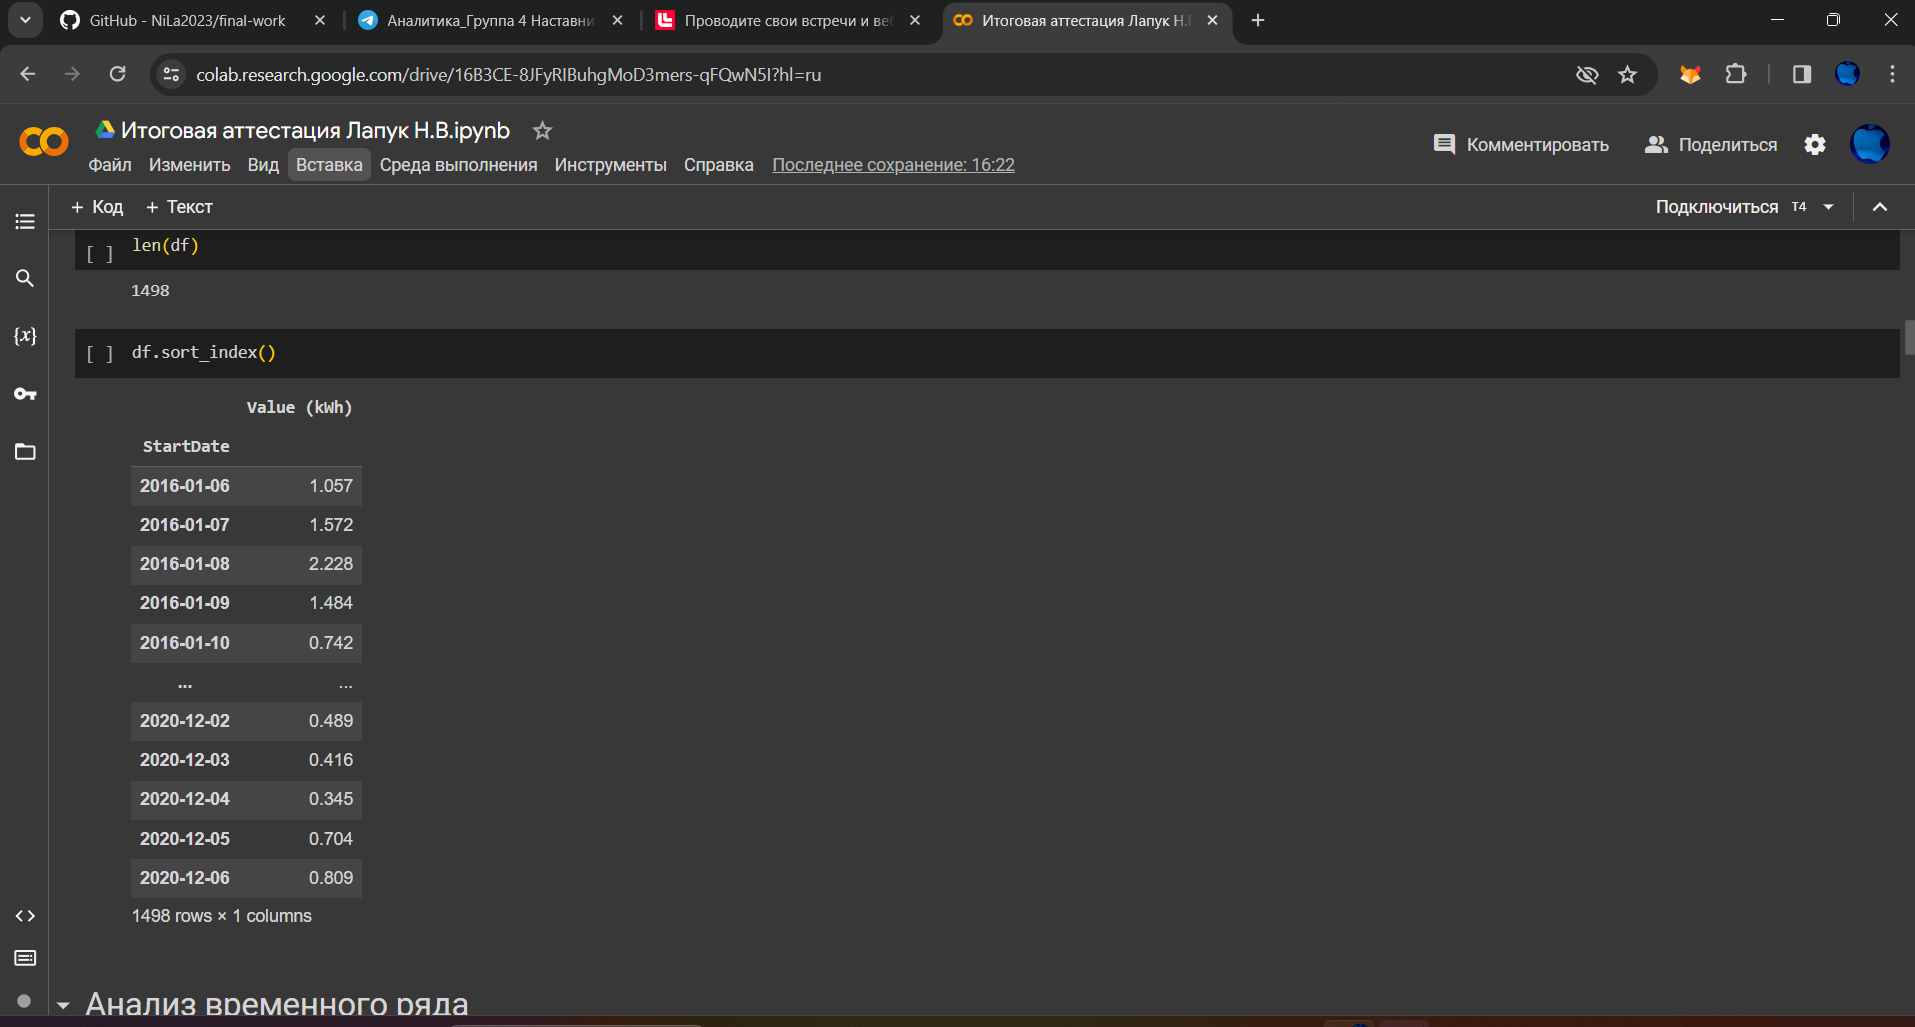 GitHub - NiLa2023/final-work
Аналитика_Группа 4 Наставни
Проводите свои встречи и ве
Итоговая аттестация Лапук Н.
colab.research.google.com/drive/16B3CE-8JFyRIBuhgMoD3mers-qFQwN5I?hl=ru
Итоговая аттестация Лапук Н.В.ipynb
Файл Изменить Вид Вставка Среда выполнения Инструменты Справка Последнее сохранение: 16:22
Комментировать Поделиться
+ Код + Текст
Подключиться T4
[ ] len(df)
1498
{x}
[ ] df.sort_index()
Value (kWh)
StartDate
2016-01-06 1.057
2016-01-07 1.572
2016-01-08 2.228
2016-01-09 1.484
2016-01-10 0.742
... ...
2020-12-02 0.489
2020-12-03 0.416
2020-12-04 0.345
2020-12-05 0.704
2020-12-06 0.809
1498 rows × 1 columns
Анализ временного ряда